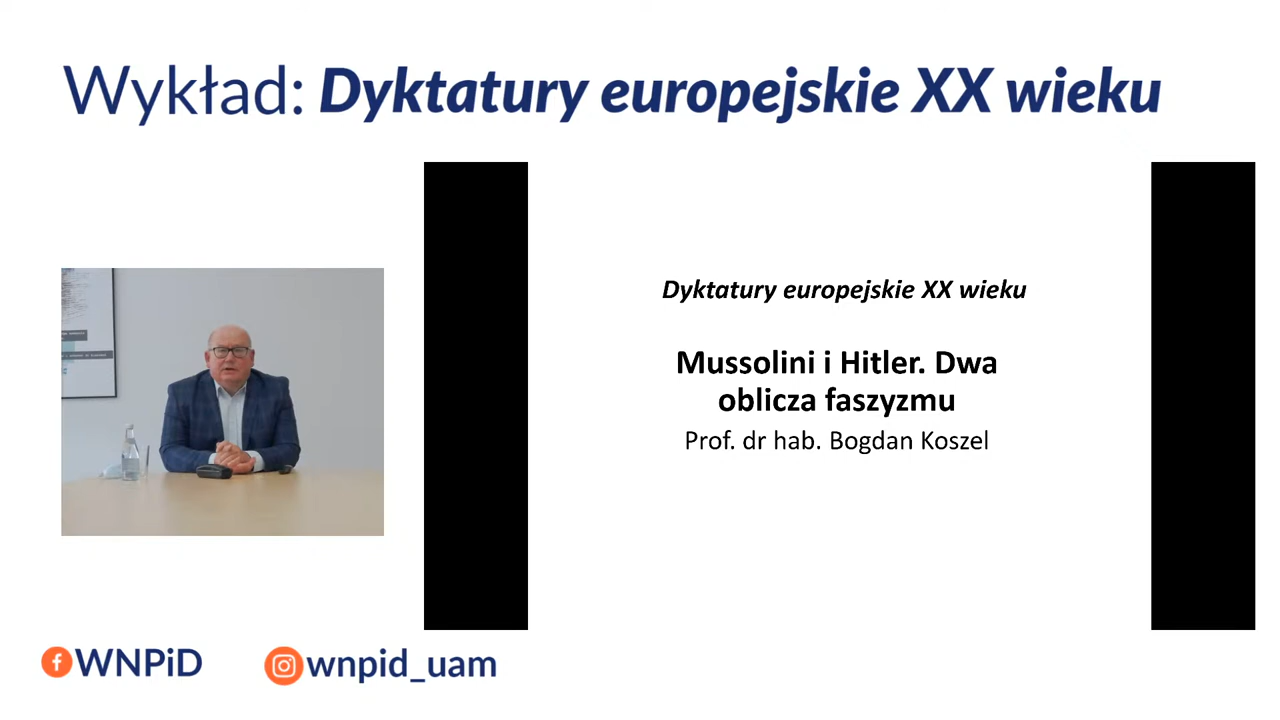 Wykład: Dyktatury europejskie XX wieku
Dyktatury europejskie XX wieku
Mussolini i Hitler. Dwa
oblicza faszyzmu
Prof. dr hab. Bogdan Koszel
WNPiD
wnpid_uam